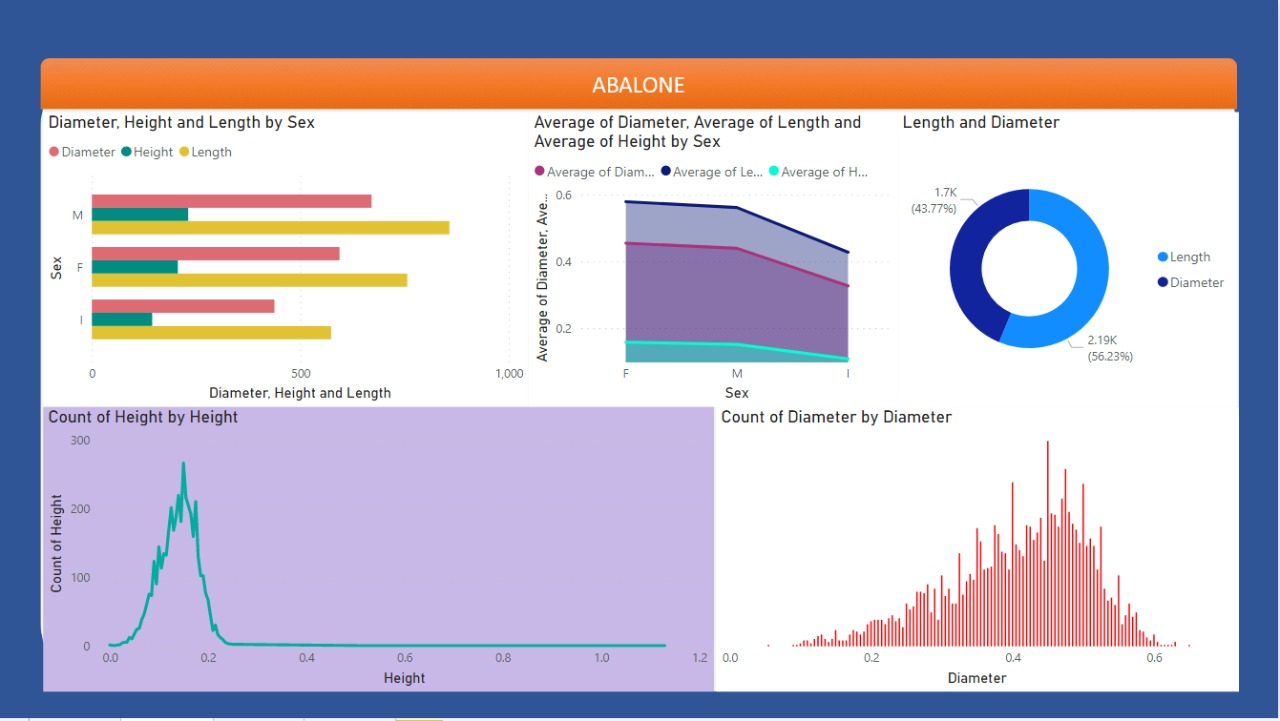 ABALONE
Diameter, Height and Length by Sex
Diameter Height Length
M
F
I
Sex
0 500 1,000
Diameter, Height and Length
Average of Diameter, Average of Length and
Average of Height by Sex
Average of Diam... Average of Le... Average of H...
0.6
0.4
0.2
Average of Diameter, Ave...
F M I
Sex
Length and Diameter
1.7K
(43.77%)
2.19K
(56.23%)
Length
Diameter
Count of Height by Height
300
200
100
0
Count of Height
0.0 0.2 0.4 0.6 0.8 1.0 1.2
Height
Count of Diameter by Diameter
0.0 0.2 0.4 0.6
Diameter